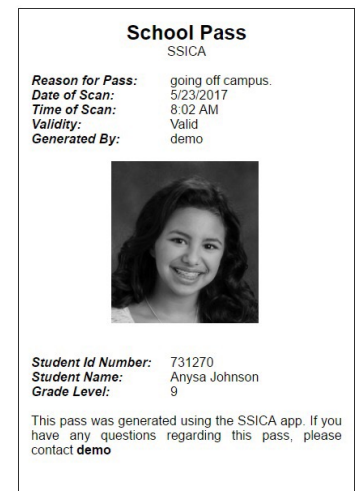 School Pass
SSICA
Reason for Pass: going off campus.
Date of Scan: 5/23/2017
Time of Scan: 8:02 AM
Validity: Valid
Generated By: demo
Student Id Number: 731270
Student Name: Anysa Johnson
Grade Level: 9
This pass was generated using the SSICA app. If you
have any questions regarding this pass, please
contact demo